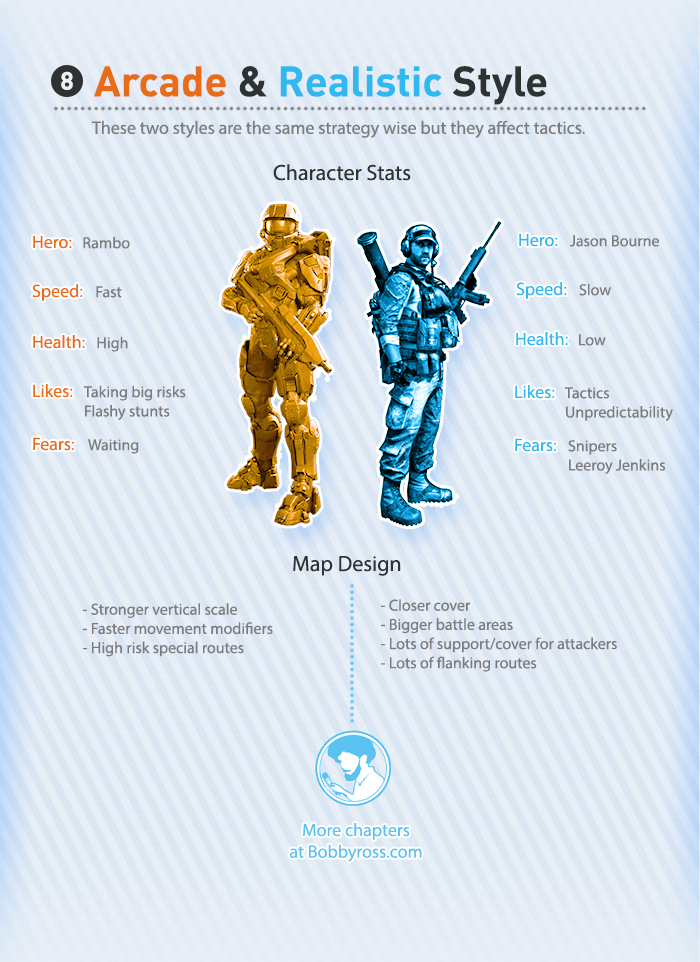 8 Arcade & Realistic Style
These two styles are the same strategy wise but they affect tactics.
Character Stats
Hero: Rambo
Speed: Fast
Health: High
Likes: Taking big risks
Flashy stunts
Fears: Waiting
Hero: Jason Bourne
Speed: Slow
Health: Low
Likes: Tactics
Unpredictability
Fears: Snipers
Leeroy Jenkins
Map Design
- Stronger vertical scale
- Faster movement modifiers
- High risk special routes
- Closer cover
- Bigger battle areas
- Lots of support/cover for attackers
- Lots of flanking routes
More chapters
at Bobbyross.com